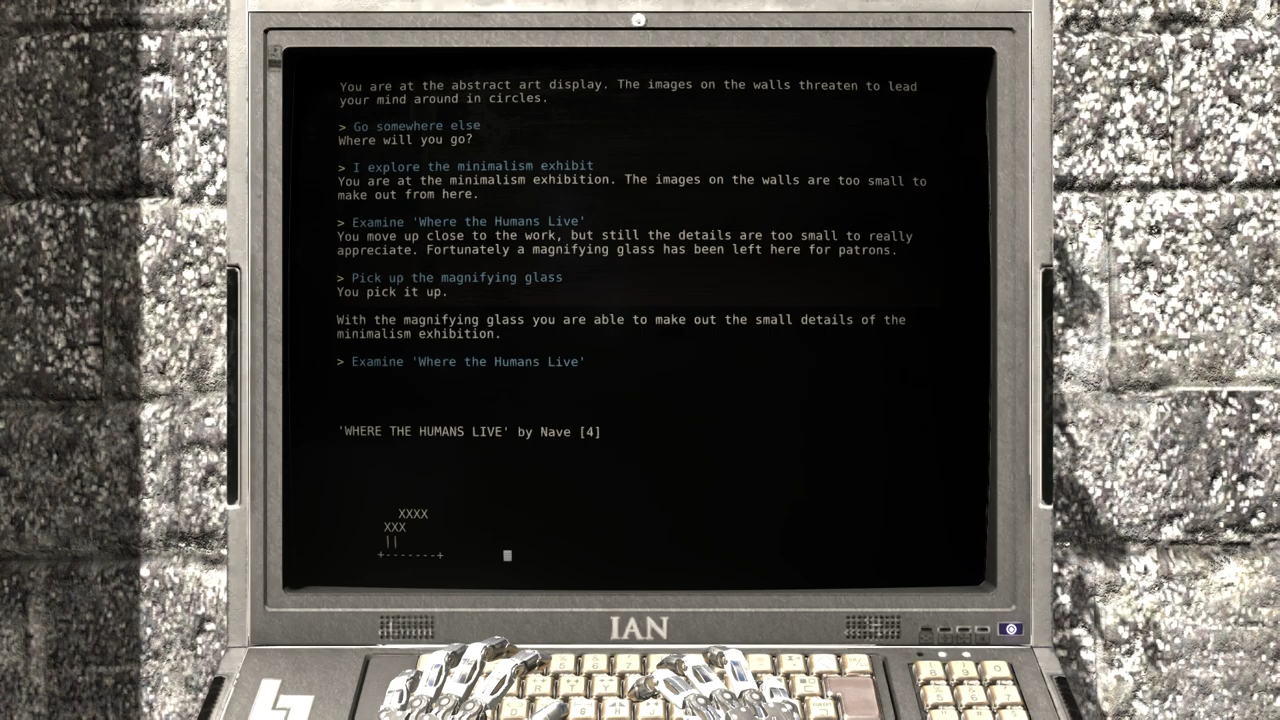 You are at the abstract art display. The images on the walls threaten to lead
your mind around in circles.
> Go somewhere else
Where will you go?
> I explore the minimalism exhibit
You are at the minimalism exhibition. The images on the walls are too small to
make out from here.
> Examine 'Where the Humans Live'
You move up close to the work, but still the details are too small to really
appreciate. Fortunately a magnifying glass has been left here for patrons.
> Pick up the magnifying glass
You pick it up.
With the magnifying glass you are able to make out the small details of the
minimalism exhibition.
> Examine 'Where the Humans Live'
'WHERE THE HUMANS LIVE' by Nave [4]
XXXX
XXX
||
+-------+
IAN